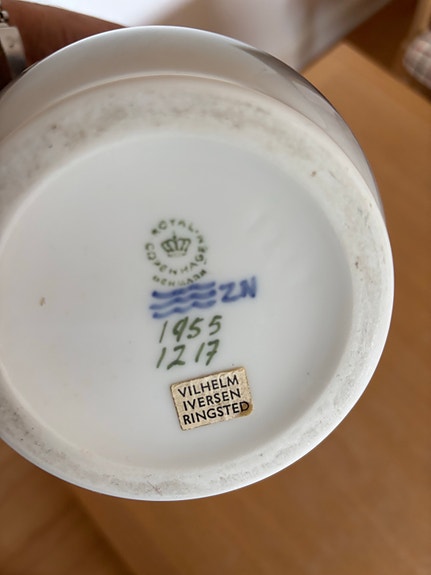 ROYAL
COPENHAGEN
DENMARK
ZN
1955
1217
VILHELM
IVERSEN
RINGSTED